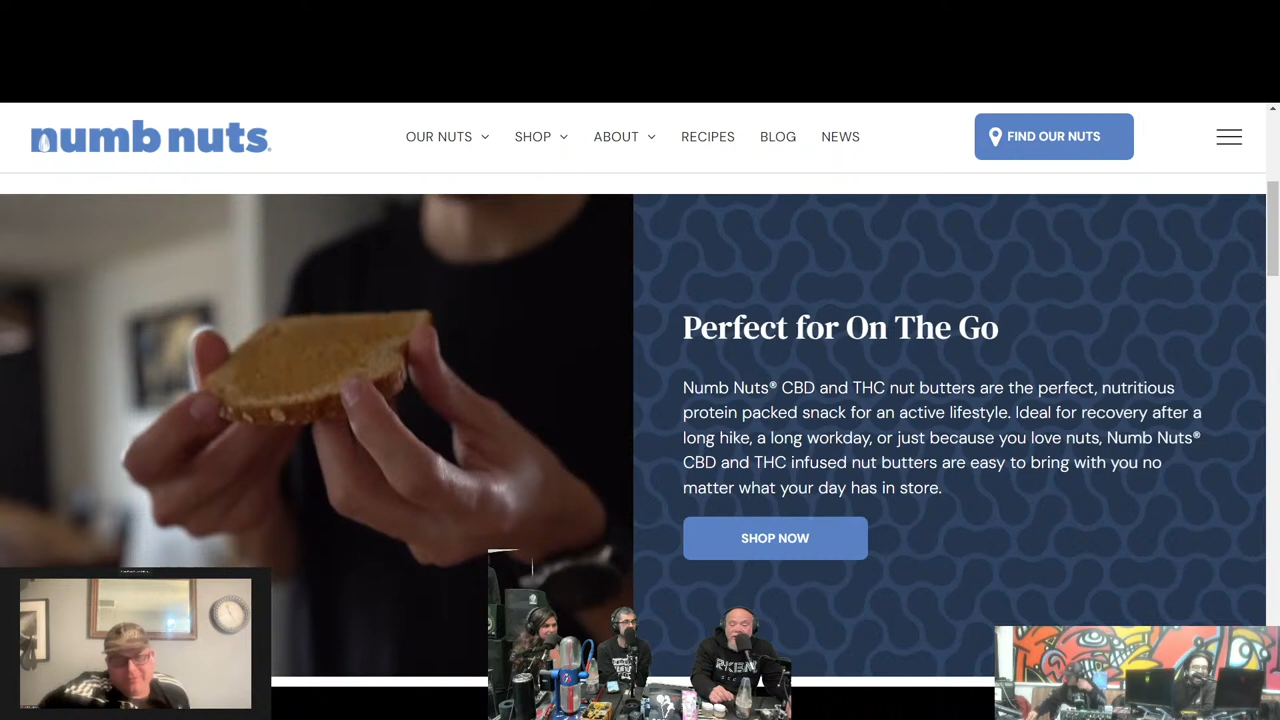 numb nuts®
OUR NUTS SHOP ABOUT RECIPES BLOG NEWS
FIND OUR NUTS
Perfect for On The Go
Numb Nuts® CBD and THC nut butters are the perfect, nutritious
protein packed snack for an active lifestyle. Ideal for recovery after a
long hike, a long workday, or just because you love nuts, Numb Nuts®
CBD and THC infused nut butters are easy to bring with you no
matter what your day has in store.
SHOP NOW